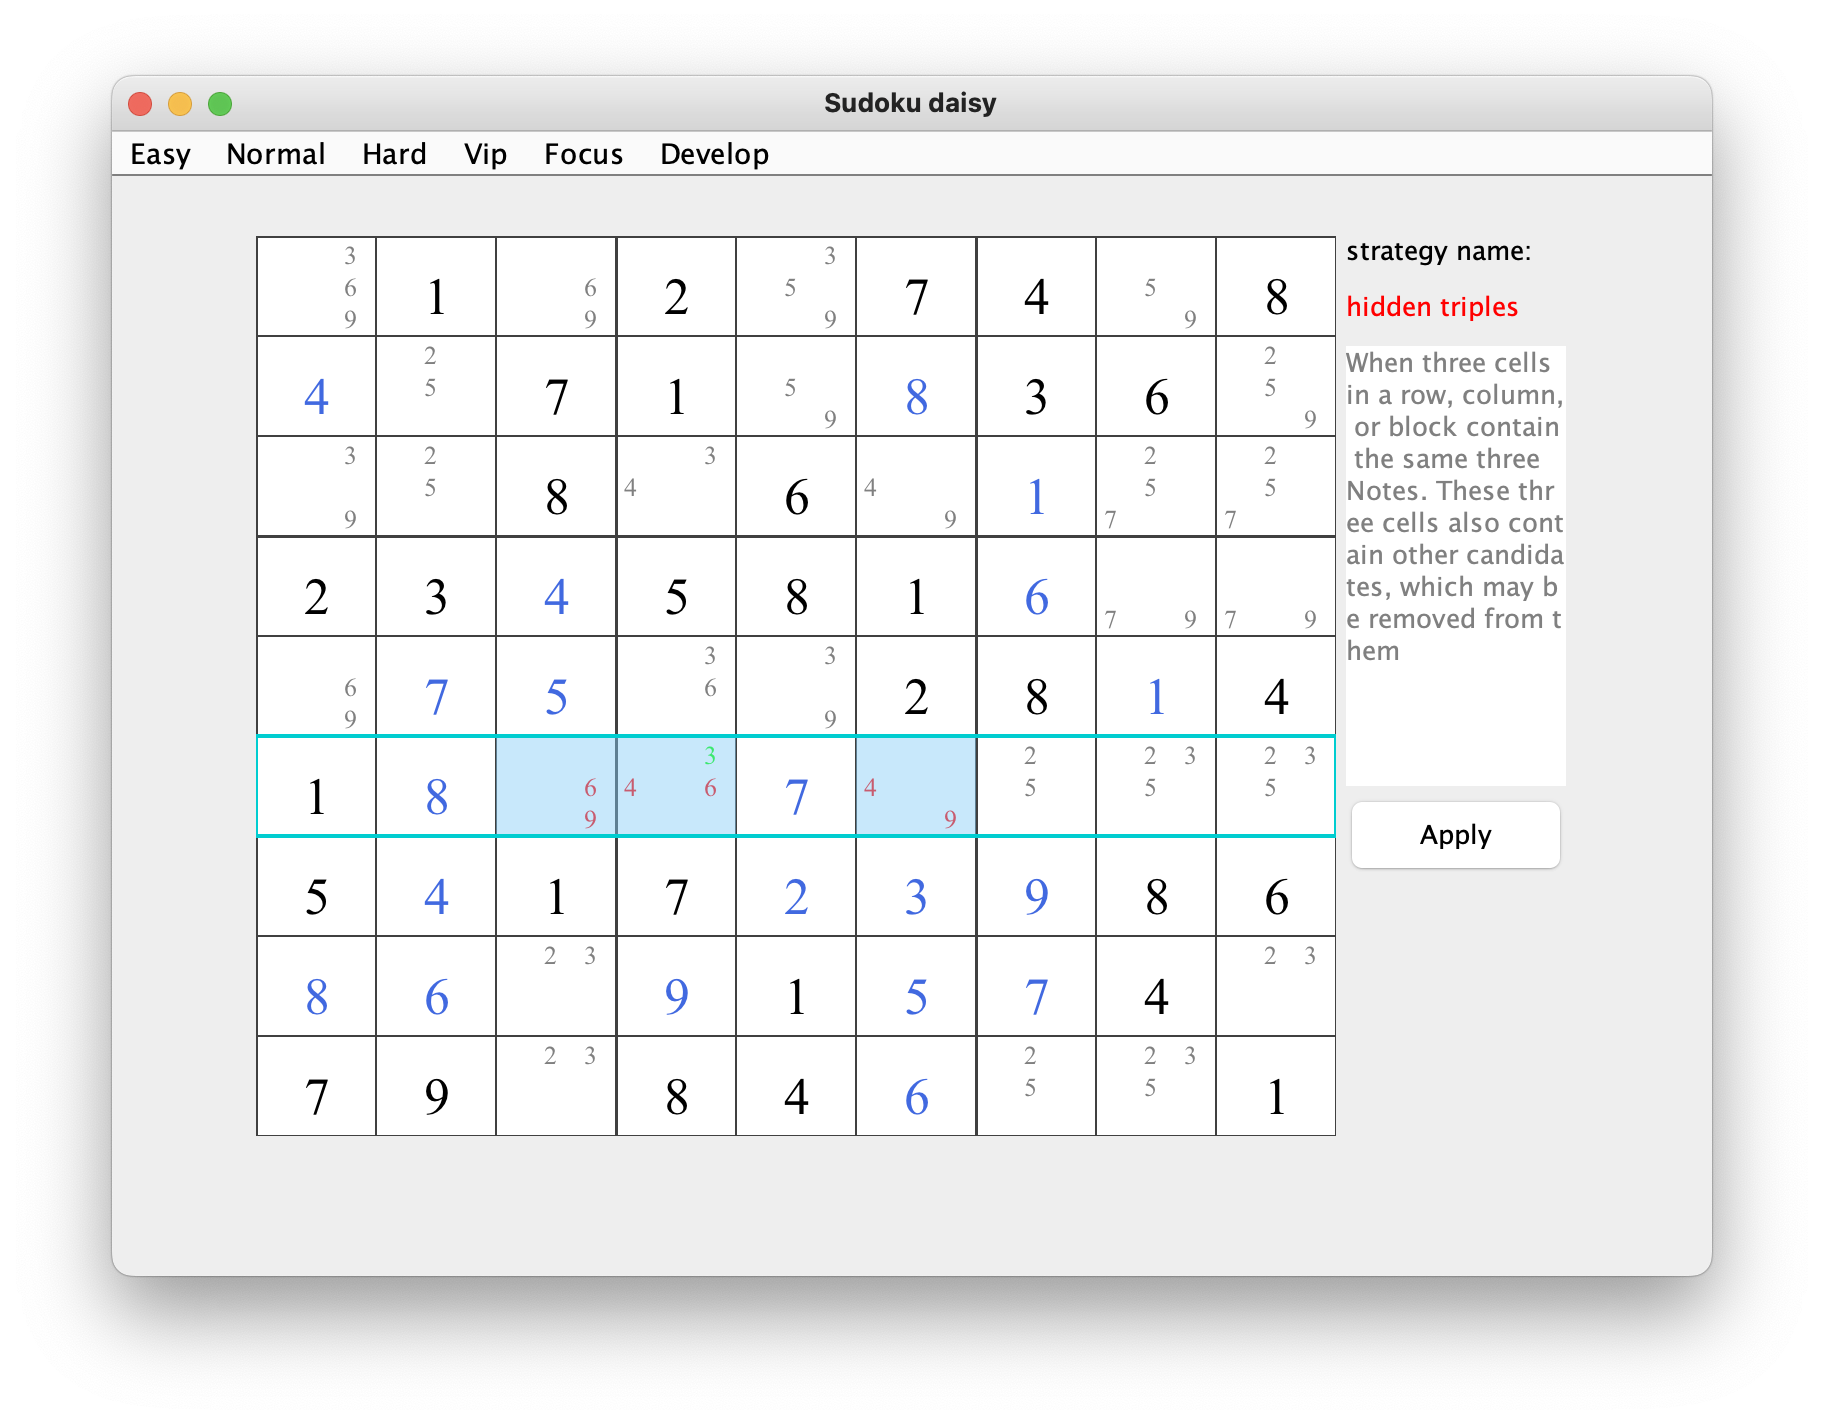 Sudoku daisy
Easy Normal Hard Vip Focus Develop
3 3
1 6 9 2 5 7 4 5 8
6 9 9 9
9
2 2
4 5 7 1 5 8 3 6 5
9 9
3 2 3 2 2
5 8 4 6 4 1 5 5
9 9 7 7
2 3 4 5 8 1 6
7 9 7 9
3 3
6 7 5 6 2 8 1 4
9 9
3 2 2 3 2 3
1 8 6 4 6 7 4 5 5 5
9 9
5 4 1 7 2 3 9 8 6
2 3 2 3
8 6 9 1 5 7 4
2 3 2 2 3
7 9 8 4 6 5 5 1
strategy name:
hidden triples
When three cells
in a row, column,
or block contain
the same three
Notes. These thr
ee cells also cont
ain other candida
tes, which may b
e removed from t
hem
Apply